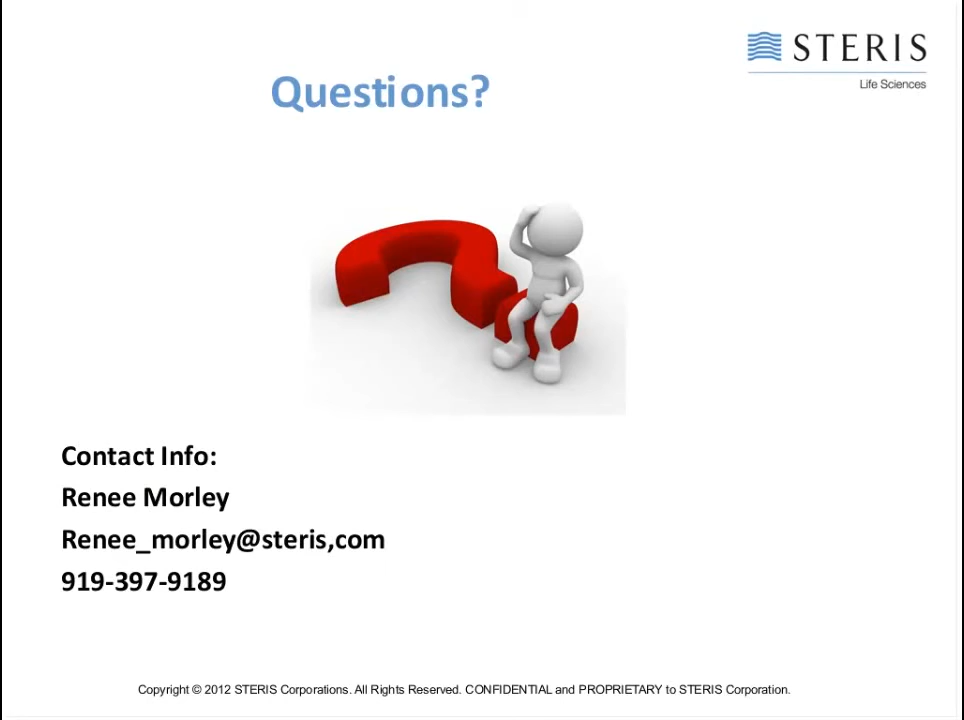 STERIS
Life Sciences
Questions?
Contact Info:
Renee Morley
Renee_morley@steris,com
919-397-9189
Copyright © 2012 STERIS Corporations. All Rights Reserved. CONFIDENTIAL and PROPRIETARY to STERIS Corporation.